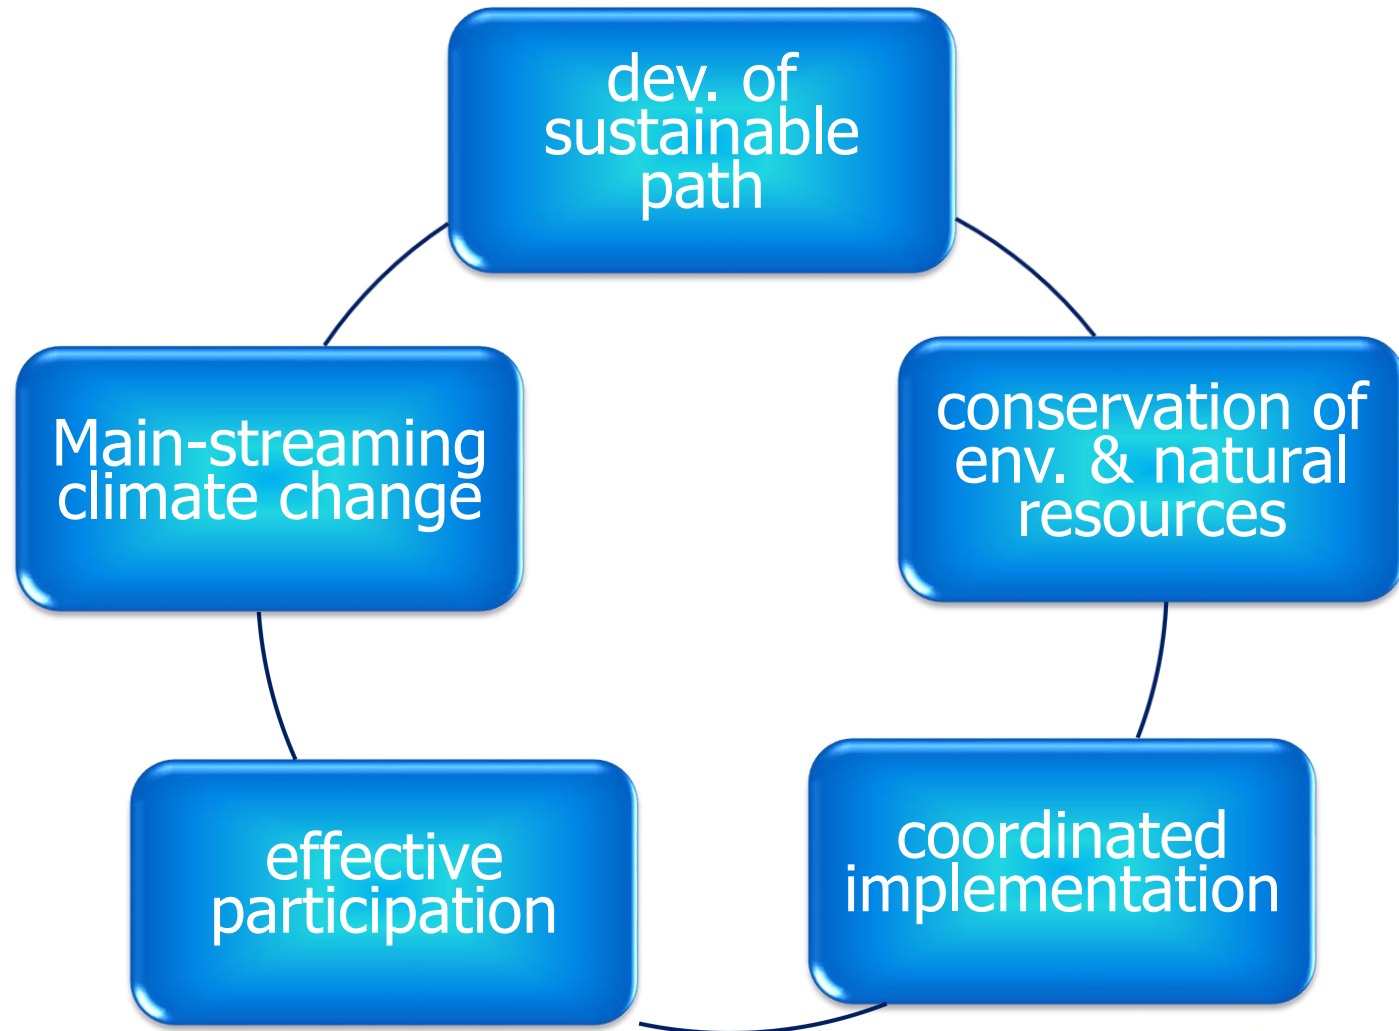 dev. of
sustainable
path
Main-streaming
climate change
conservation of
env. & natural
resources
effective
participation
coordinated
implementation